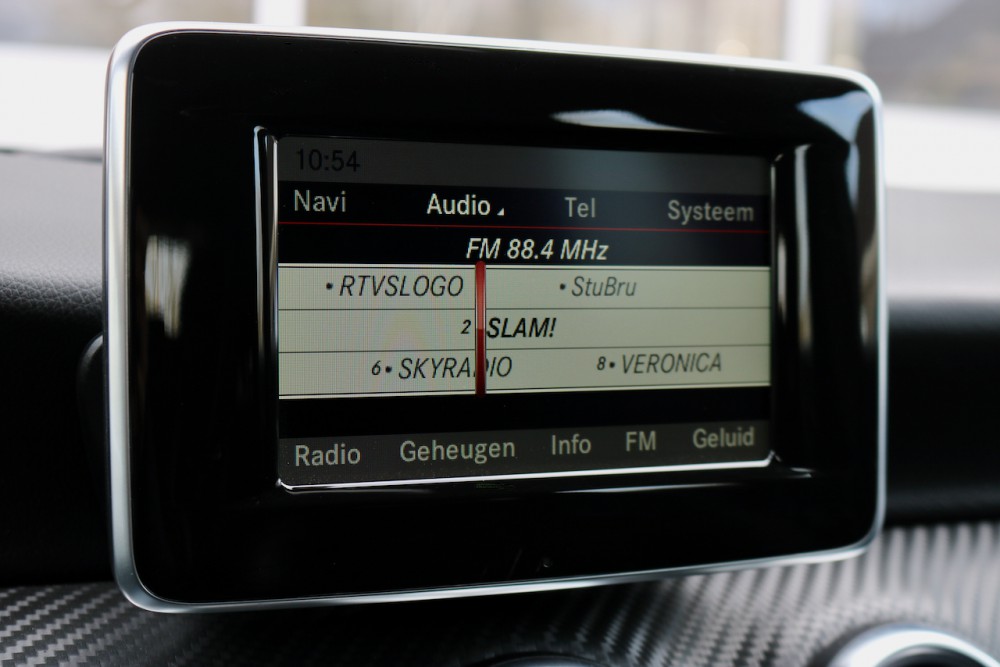 10:54
Navi Audio Tel Systeem
FM 88.4 MHz
• RTVSLOGO • StuBru
2 SLAM!
6• SKYRADIO 8• VERONICA
Radio Geheugen Info FM Geluid